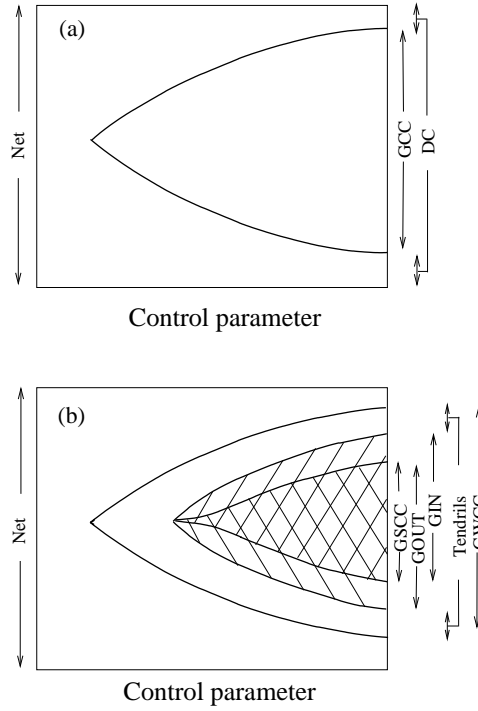 (a)
Net
GCC
DC
Control parameter
(b)
Net
GSCC
GOUT
GIN
Tendrils
GWCC
Control parameter